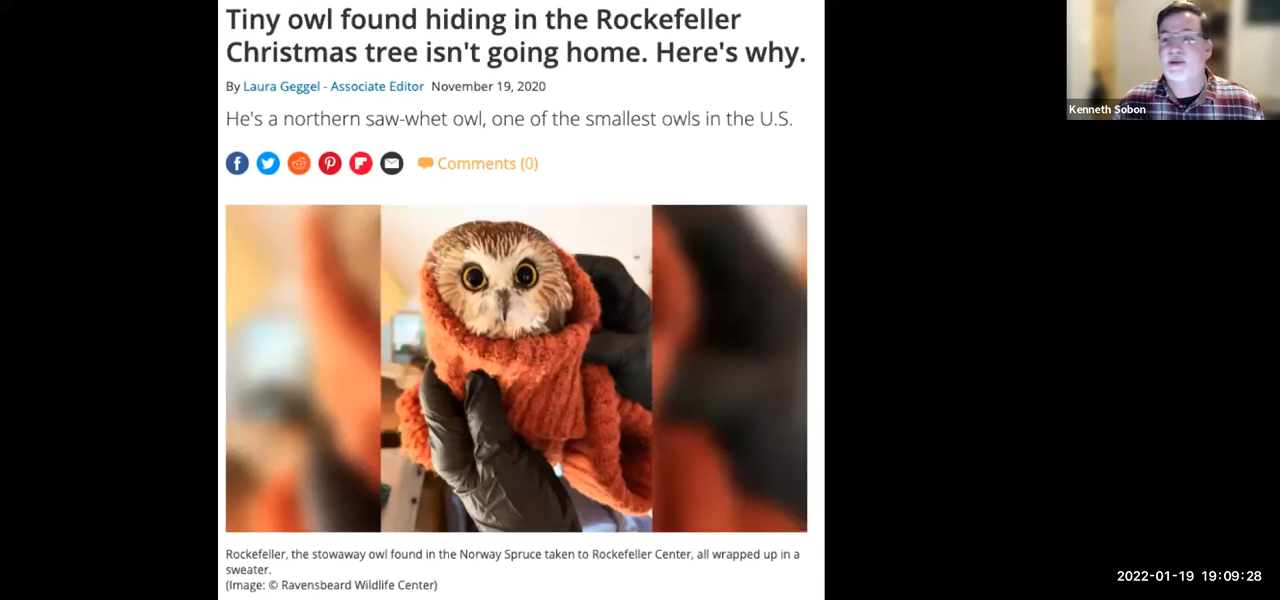 Tiny owl found hiding in the Rockefeller
Christmas tree isn't going home. Here's why.
By Laura Geggel - Associate Editor November 19, 2020
He's a northern saw-whet owl, one of the smallest owls in the U.S.
Comments (0)
Rockefeller, the stowaway owl found in the Norway Spruce taken to Rockefeller Center, all wrapped up in a
sweater.
(Image: © Ravensbeard Wildlife Center)
Kenneth Sobon
2022-01-19 19:09:28